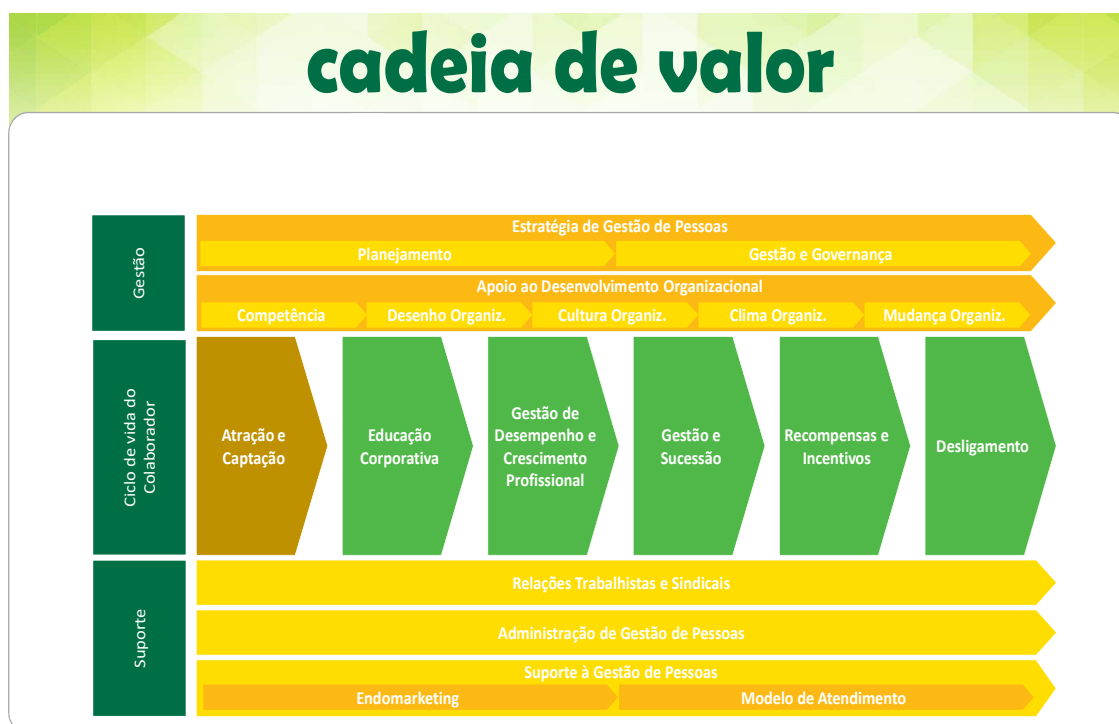 cadeia de valor
Gestão
Estratégia de Gestão de Pessoas
Planejamento
Gestão e Governança
Apoio ao Desenvolvimento Organizacional
Competência
Desenho Organiz.
Cultura Organiz.
Clima Organiz.
Mudança Organiz.
Ciclo de vida do
Colaborador
Atração e
Captação
Educação
Corporativa
Gestão de
Desempenho e
Crescimento
Profissional
Gestão e
Sucessão
Recompensas e
Incentivos
Desligamento
Suporte
Relações Trabalhistas e Sindicais
Administração de Gestão de Pessoas
Suporte à Gestão de Pessoas
Endomarketing
Modelo de Atendimento